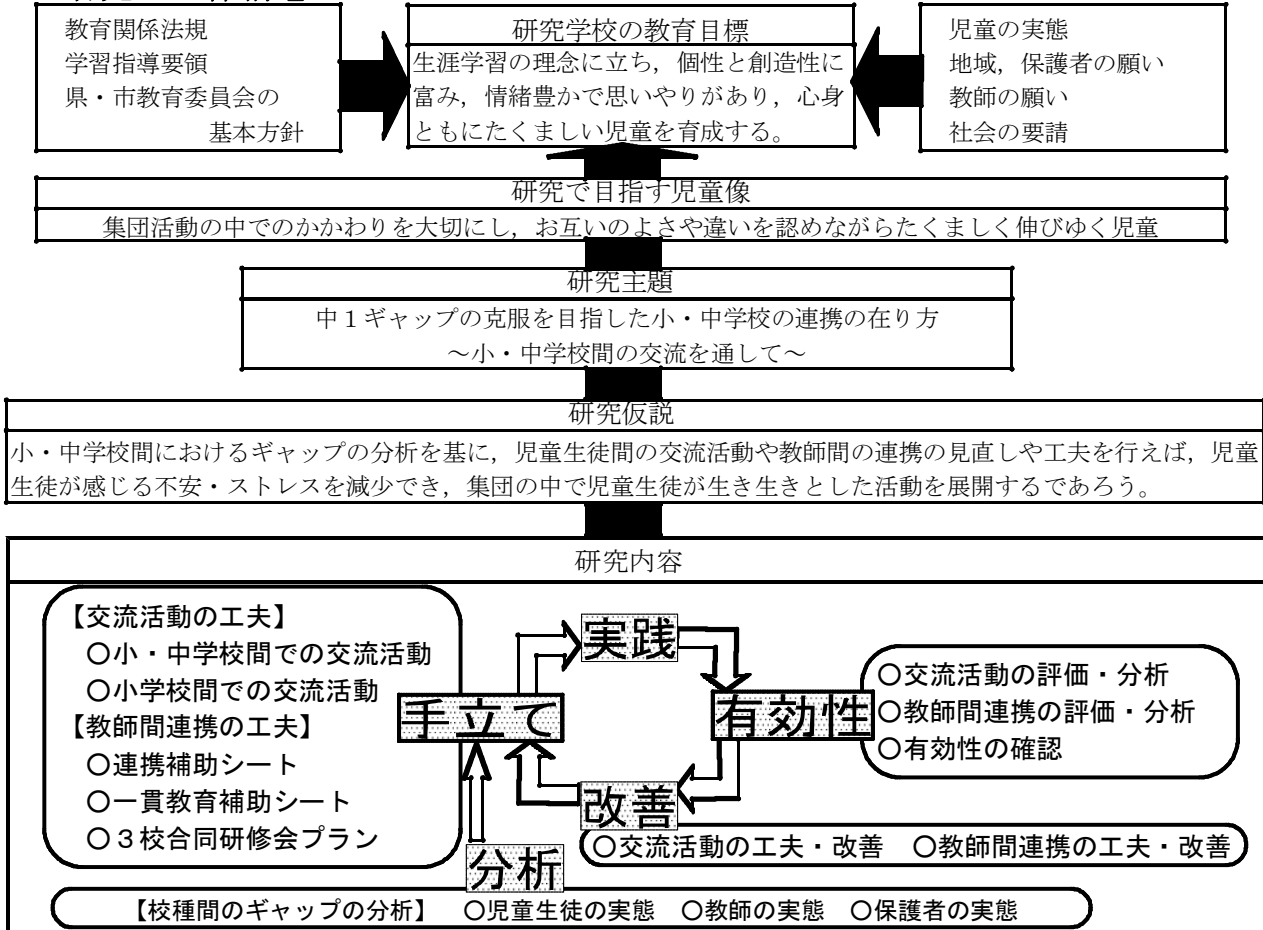 教育関係法規
学習指導要領
県・市教育委員会の
基本方針
研究学校の教育目標
生涯学習の理念に立ち，個性と創造性に
富み，情緒豊かで思いやりがあり，心身
ともにたくましい児童を育成する。
児童の実態
地域，保護者の願い
教師の願い
社会の要請
研究で目指す児童像
集団活動の中でのかかわりを大切にし，お互いのよさや違いを認めながらたくましく伸びゆく児童
研究主題
中１ギャップの克服を目指した小・中学校の連携の在り方
～小・中学校間の交流を通して～
研究仮説
小・中学校間におけるギャップの分析を基に，児童生徒間の交流活動や教師間の連携の見直しや工夫を行えば，児童
生徒が感じる不安・ストレスを減少でき，集団の中で児童生徒が生き生きとした活動を展開するであろう。
研究内容
【交流活動の工夫】
○小・中学校間での交流活動
○小学校間での交流活動
【教師間連携の工夫】
○連携補助シート
○一貫教育補助シート
○３校合同研修会プラン
手立て
実践
有効性
改善
分析
○交流活動の評価・分析
○教師間連携の評価・分析
○有効性の確認
○交流活動の工夫・改善　○教師間連携の工夫・改善
【校種間のギャップの分析】　○児童生徒の実態　○教師の実態　○保護者の実態